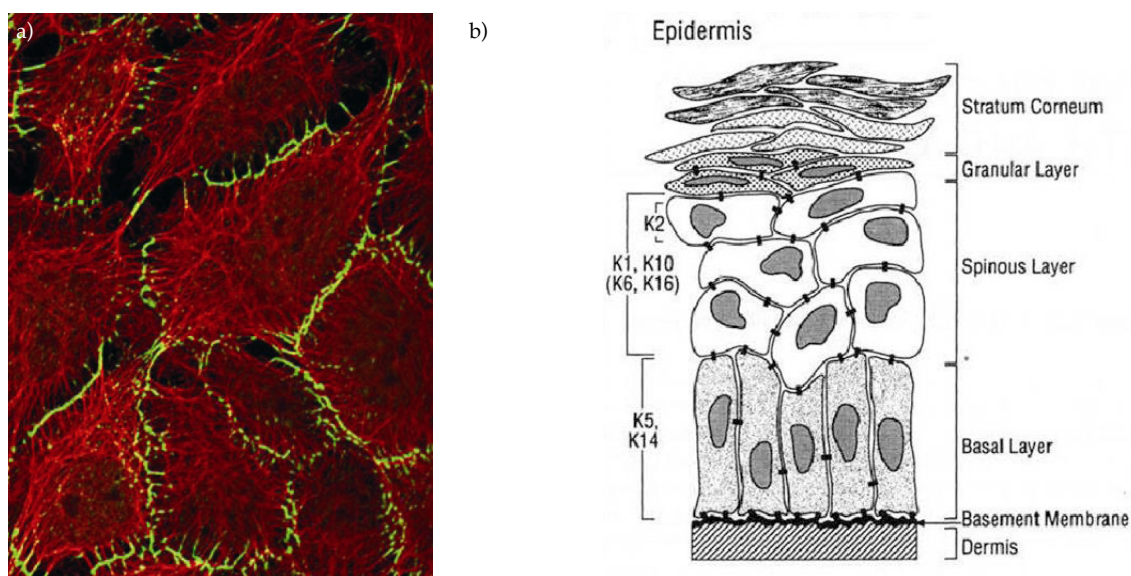 a)
b)
Epidermis
Stratum Corneum
Granular Layer
K2
K1, K10
(K6, K16)
Spinous Layer
K5,
K14
Basal Layer
Basement Membrane
Dermis